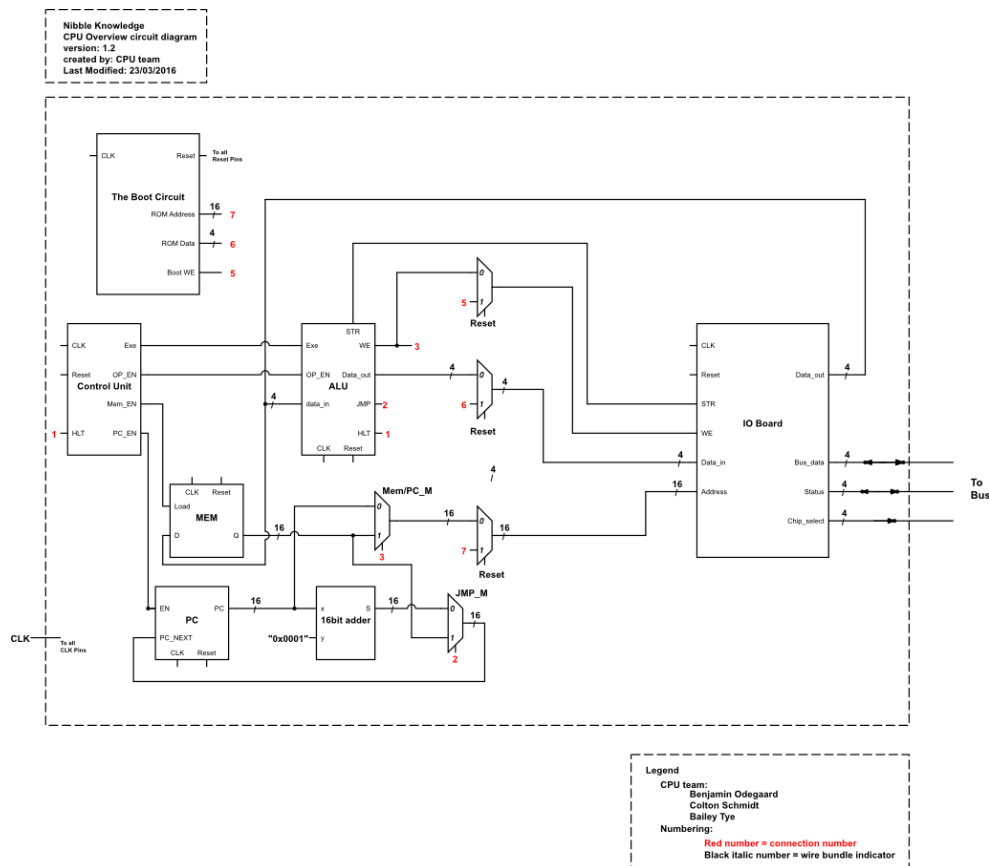 Nibble Knowledge
CPU Overview circuit diagram
version: 1.2
created by: CPU team
Last Modified: 23/03/2016
CLK
Reset
To all
Reset Pins
The Boot Circuit
ROM Address
16
7
ROM Data
4
6
Boot WE
5
CLK
Exe
Reset
OP_EN
Control Unit
Mem_EN
1
HLT
PC_EN
STR
Exe
WE
3
OP_EN
Data_out
ALU
4
data_in
JMP
2
HLT
1
CLK
Reset
0
5
1
Reset
4
0
4
6
1
Reset
4
CLK
Reset
Load
MEM
D
Q
16
Mem/PC_M
0
1
3
16
0
16
7
1
Reset
EN
PC
16
PC
PC_NEXT
CLK
Reset
x
S
16
16bit adder
"0x0001"
y
JMP_M
0
16
1
2
CLK
To all
CLK Pins
CLK
Reset
Data_out
4
STR
IO Board
WE
4
Data_in
Bus_data
4
16
Address
Status
4
Chip_select
4
To
Bus
Legend
CPU team:
Benjamin Odegaard
Colton Schmidt
Bailey Tye
Numbering:
Red number = connection number
Black italic number = wire bundle indicator